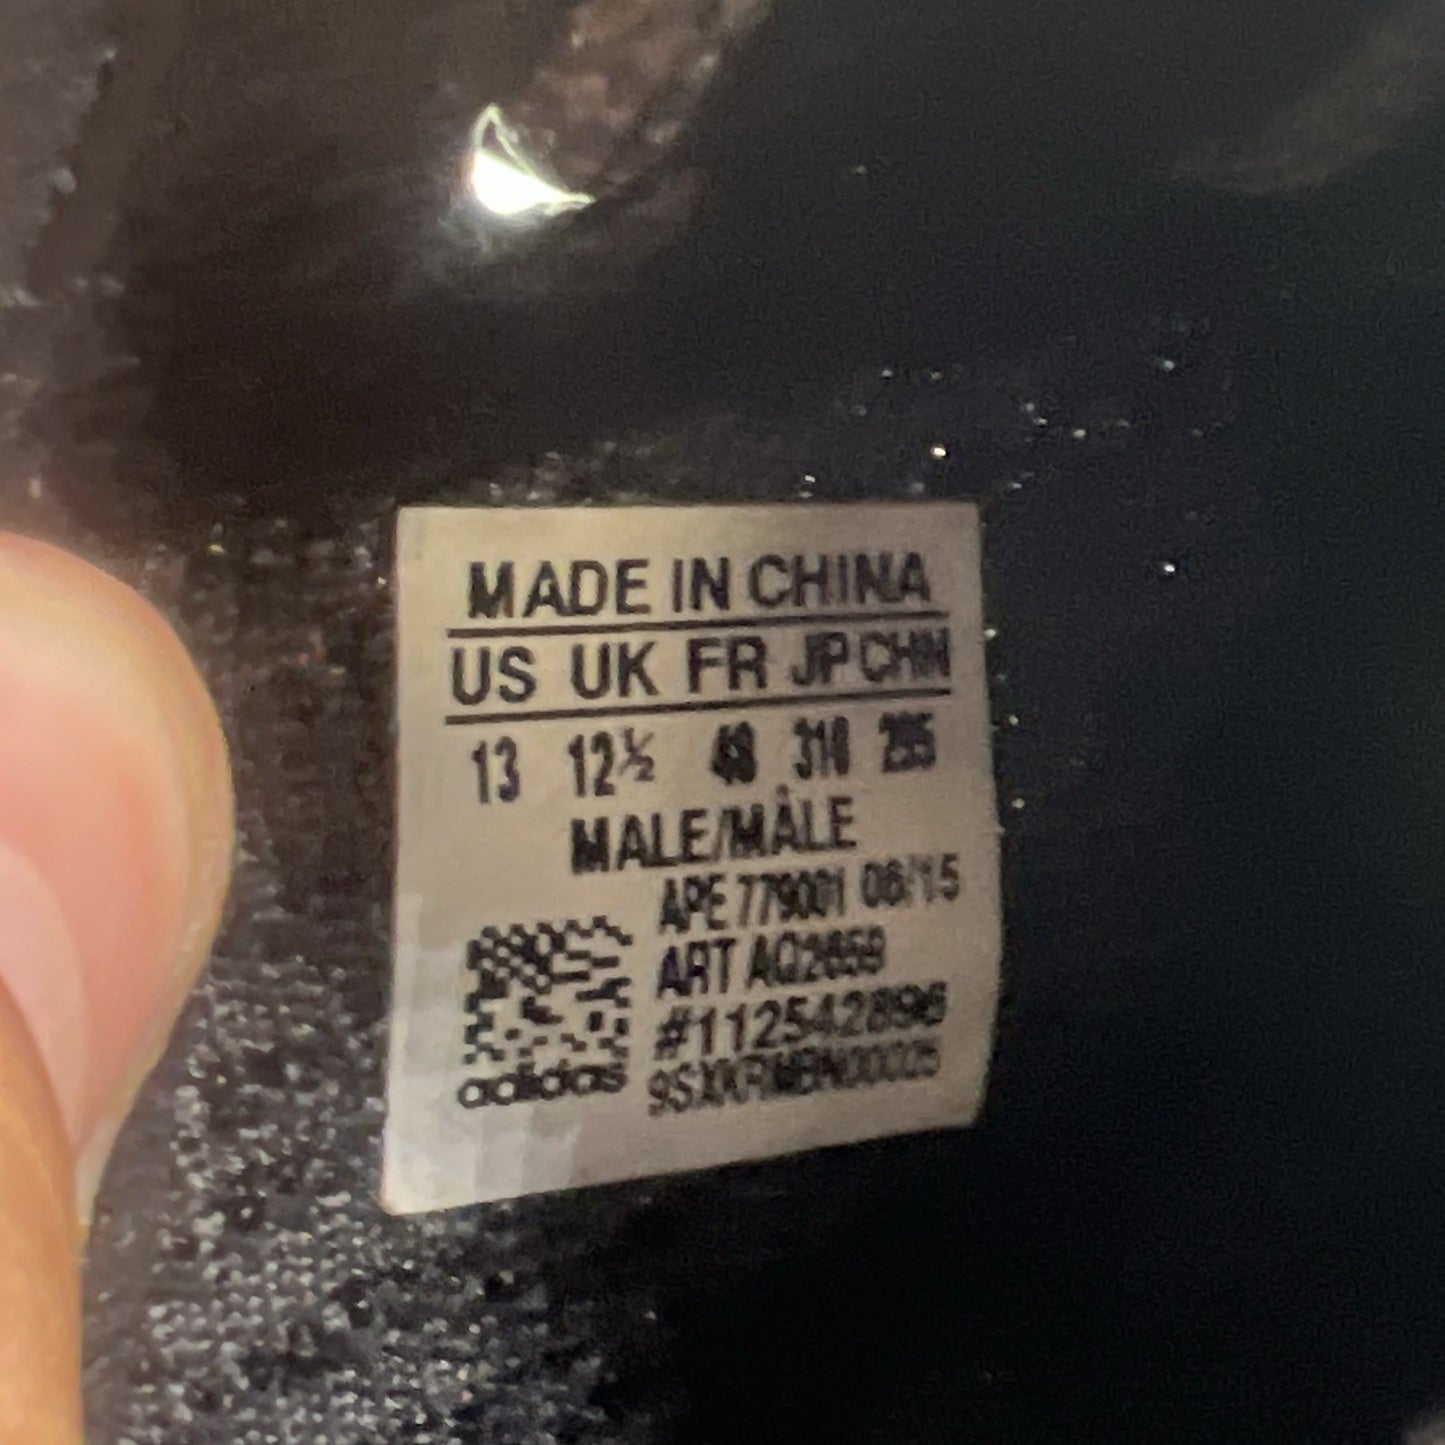 MADE IN CHINA
US UK FR JP CHN
13 12½ 48 310 295
MALE/MÂLE
APE 779001 08/15
ART AQ2659
#112542896
adidas